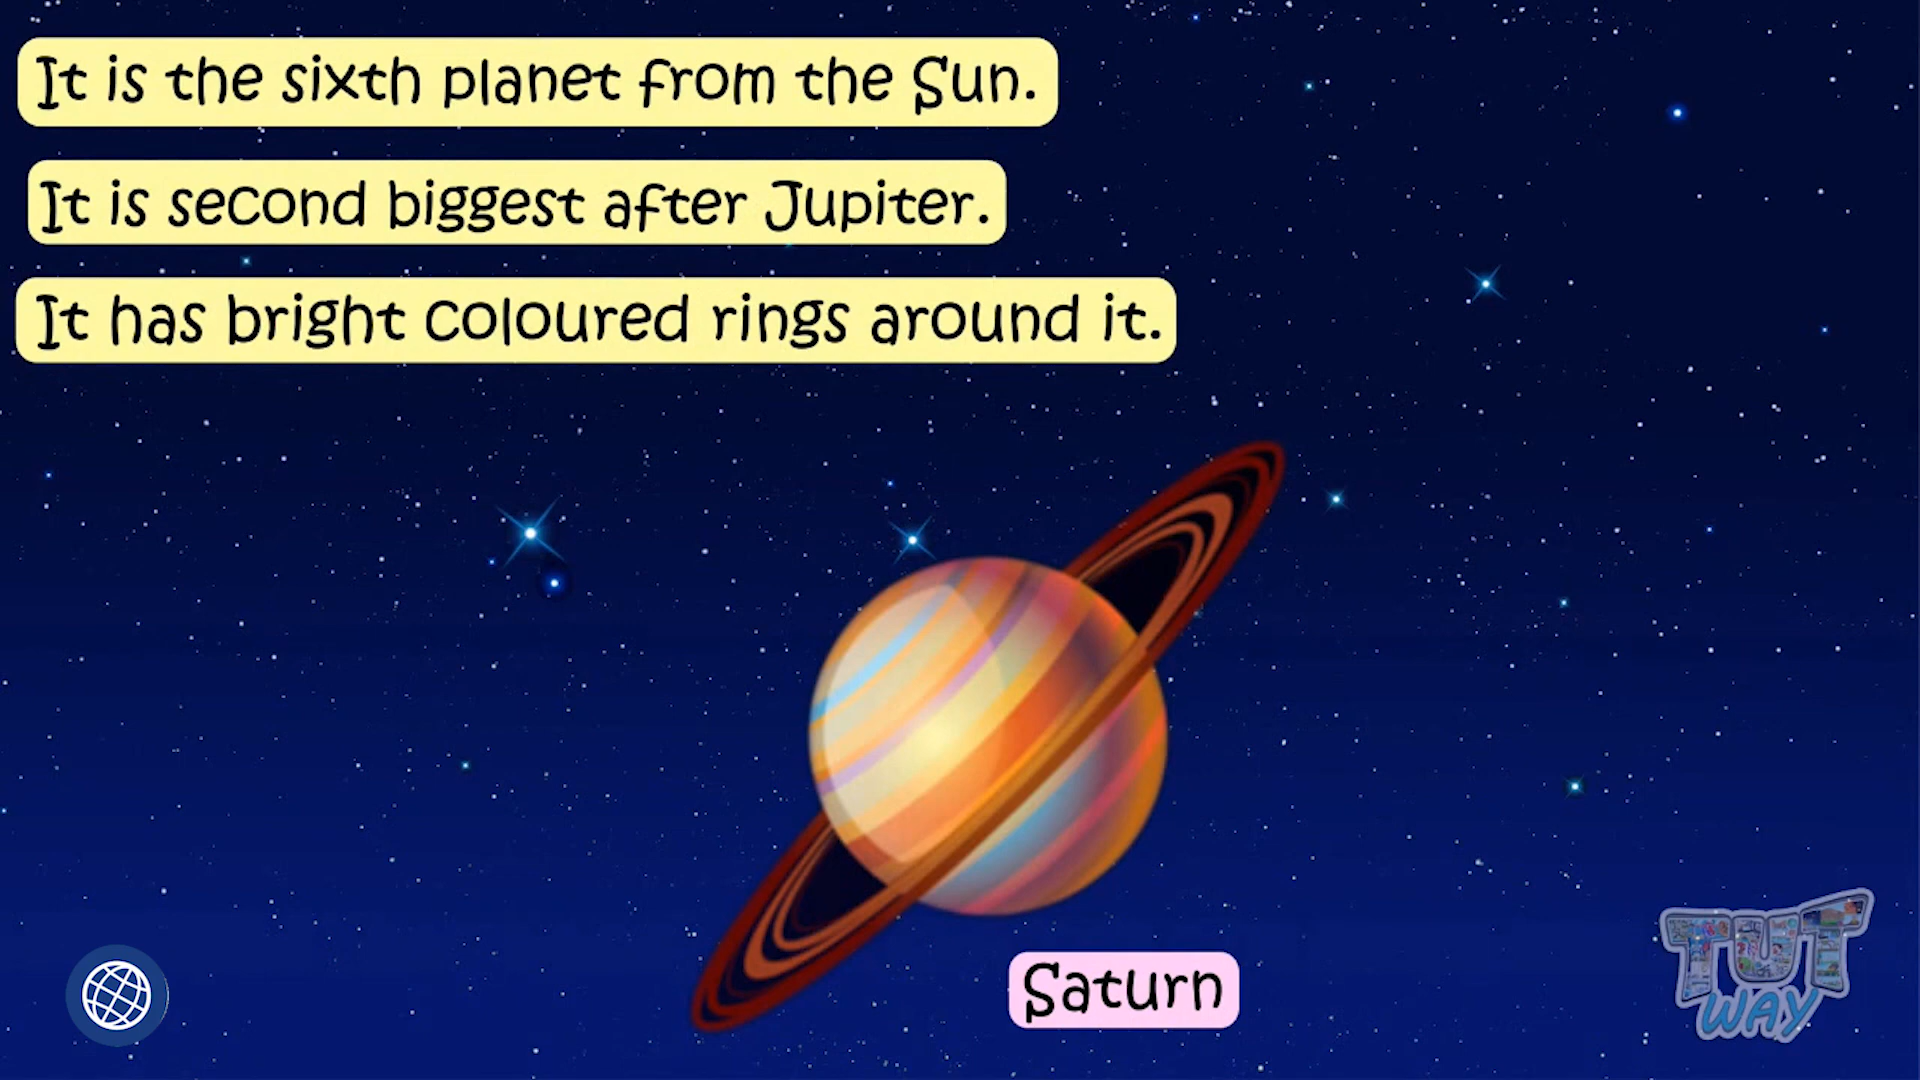 It is the sixth planet from the Sun.
It is second biggest after Jupiter.
It has bright coloured rings around it.
Saturn
TUT
WAY